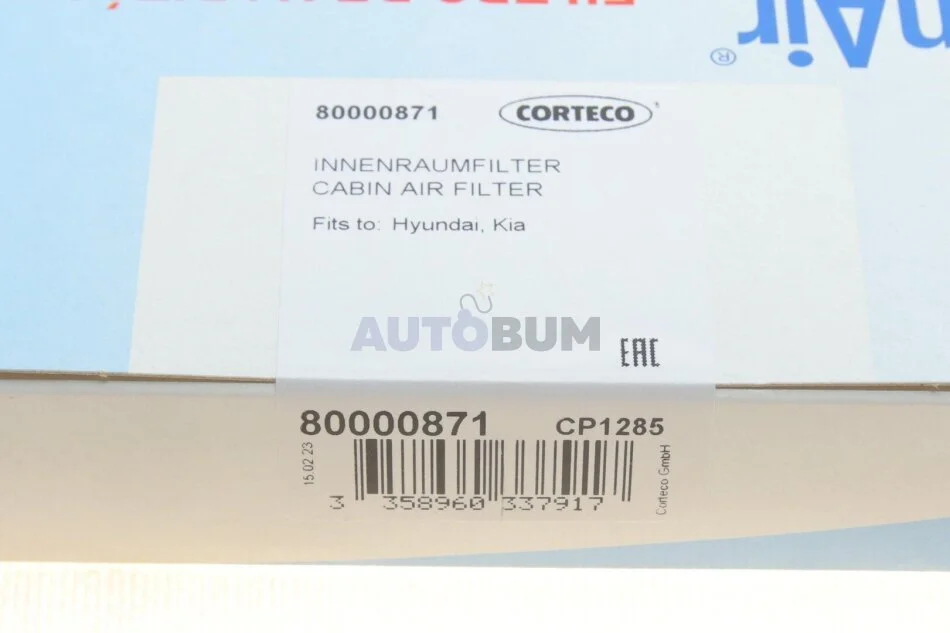 80000871 CORTECO
INNENRAUMFILTER
CABIN AIR FILTER
Fits to: Hyundai, Kia
AUTOBUM
EAC
80000871 CP1285
15.02.23
3 358960 337917
Corteco GmbH